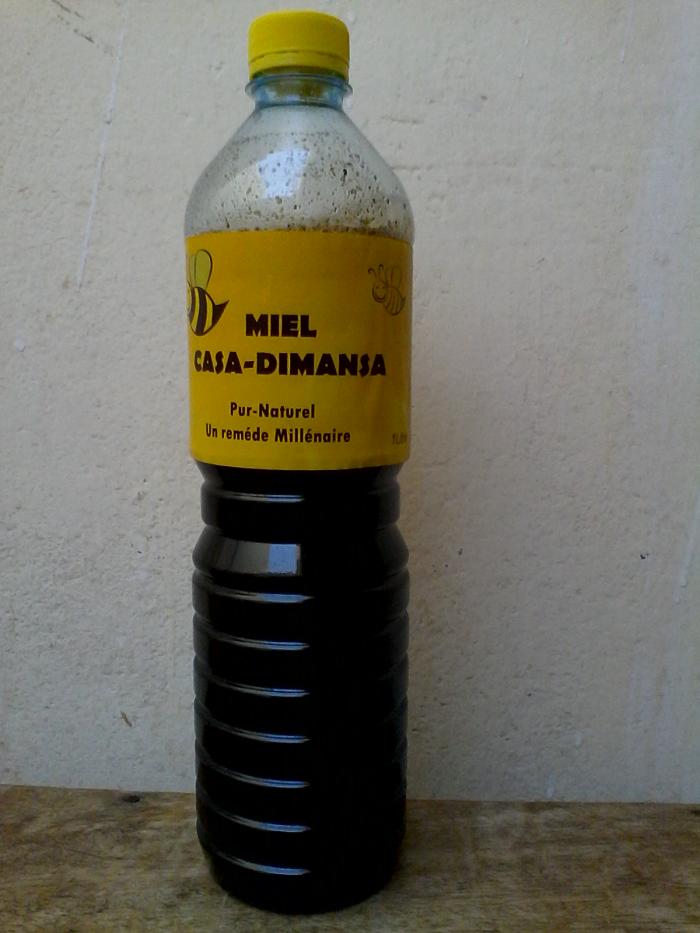 MIEL
CASA-DIMANSA
Pur-Naturel
Un reméde Millénaire